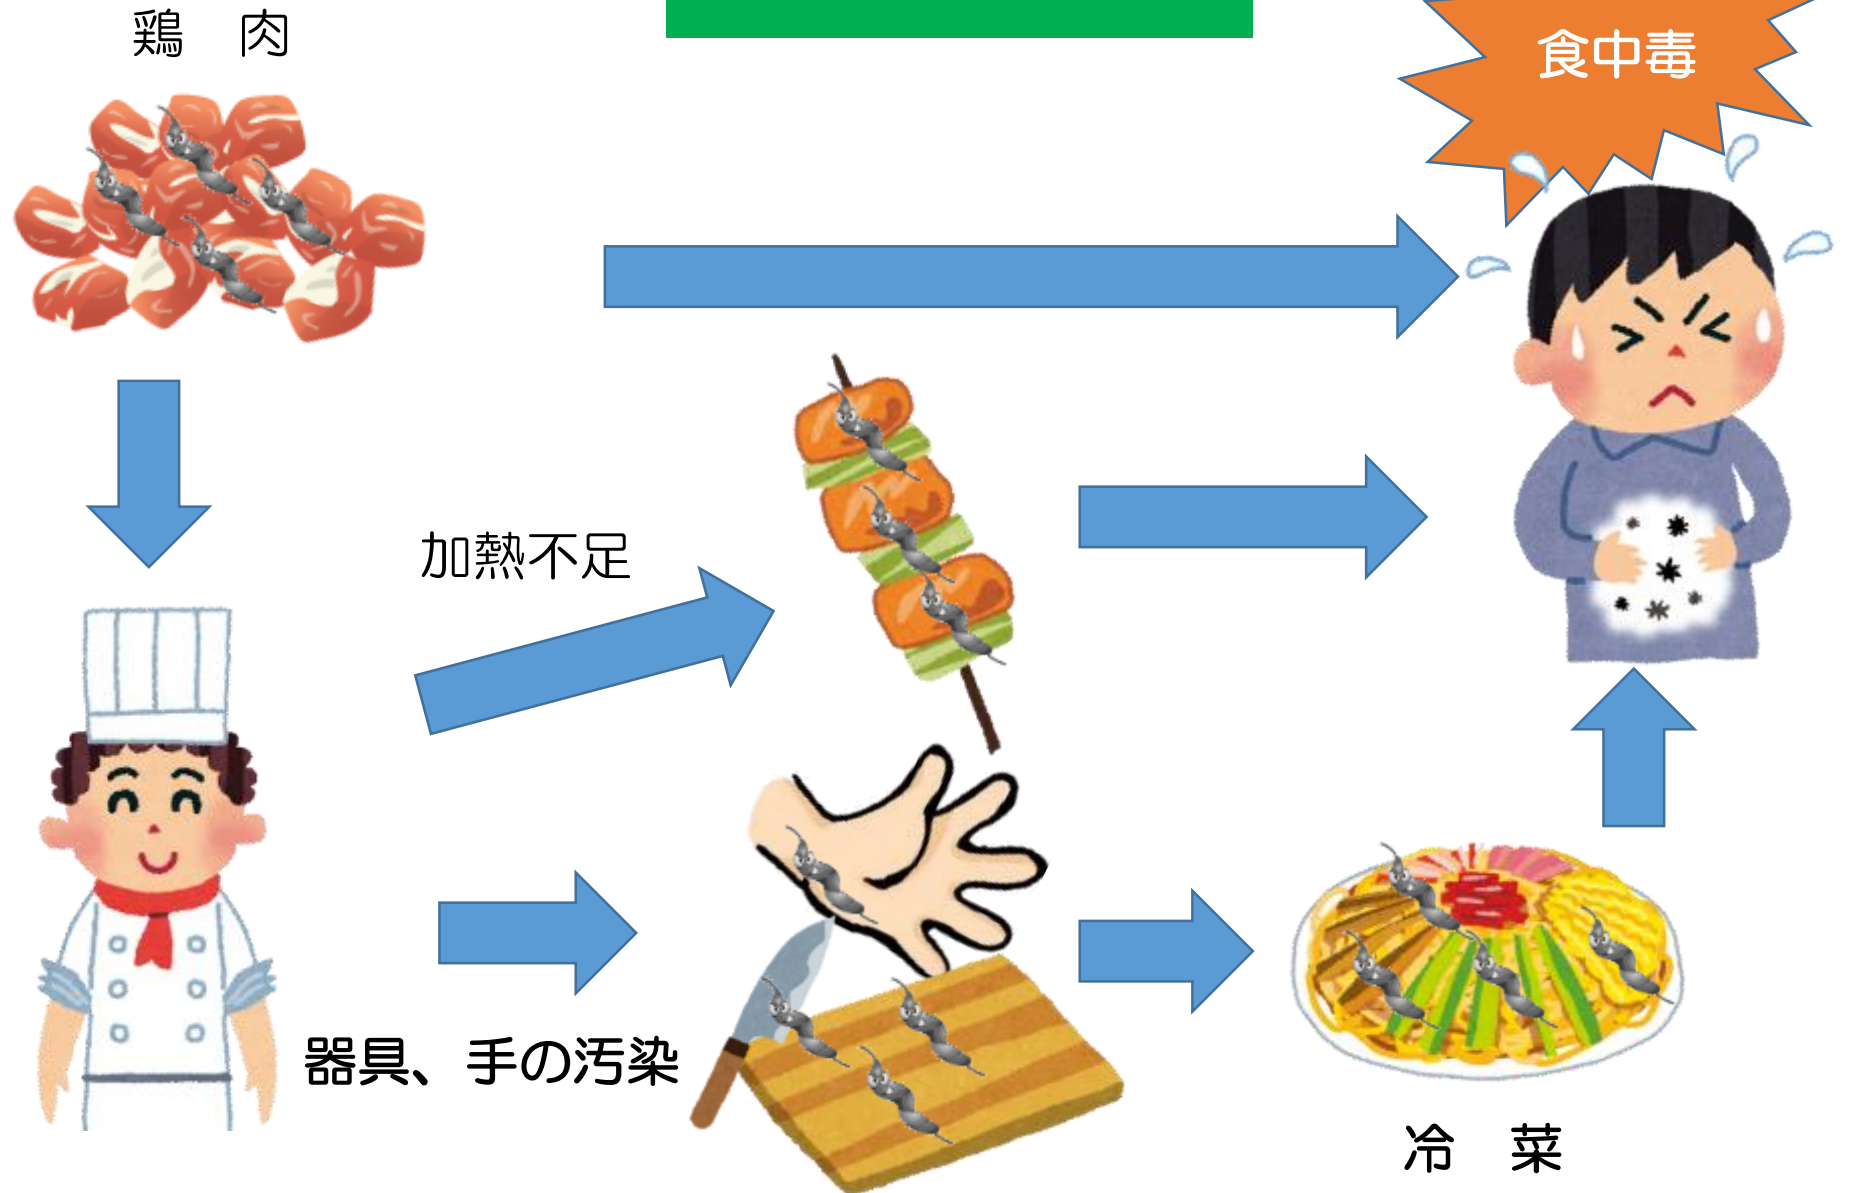 鶏　肉
食中毒
加熱不足
器具、手の汚染
冷　菜